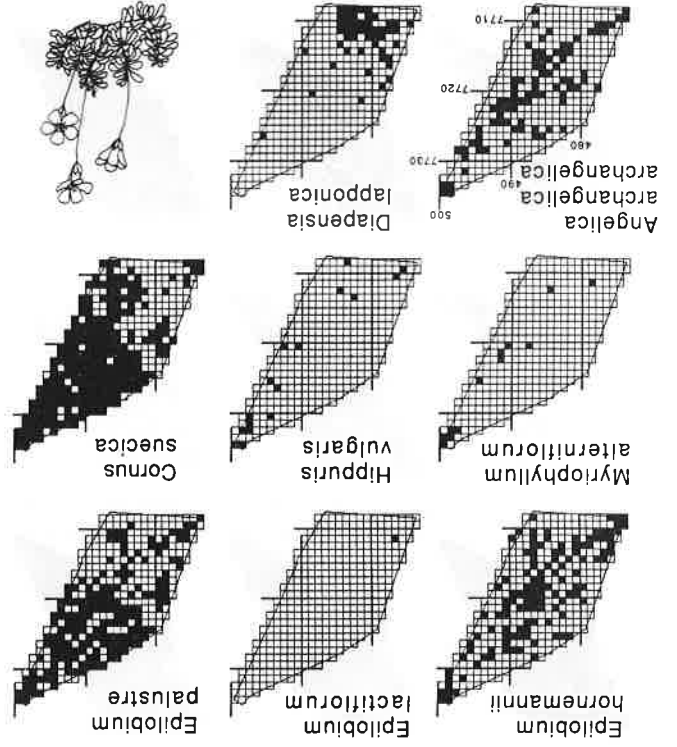 Epilobium
palustre
Epilobium
lactiflorum
Epilobium
hornemannii
Cornus
suecica
Hippuris
vulgaris
Myriophyllum
alterniflorum
Diapensia
lapponica
Angelica
archangelica
archangelica
500
490
480
7730
7720
7710